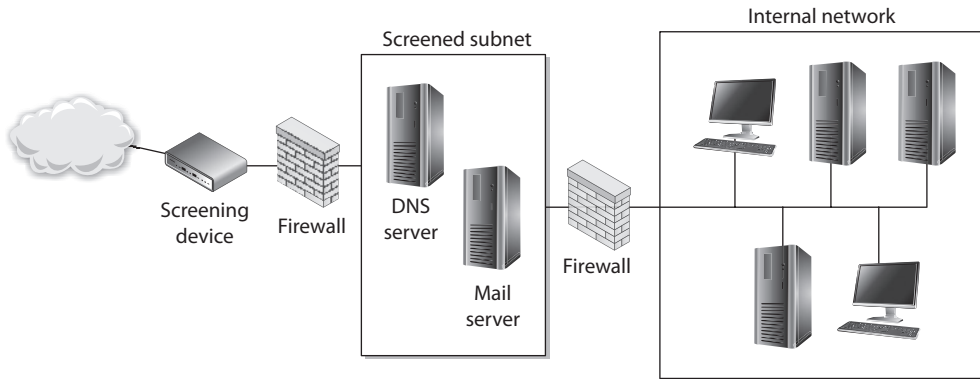 Internal network
Screened subnet
Screening
device
Firewall
DNS
server
Mail
server
Firewall